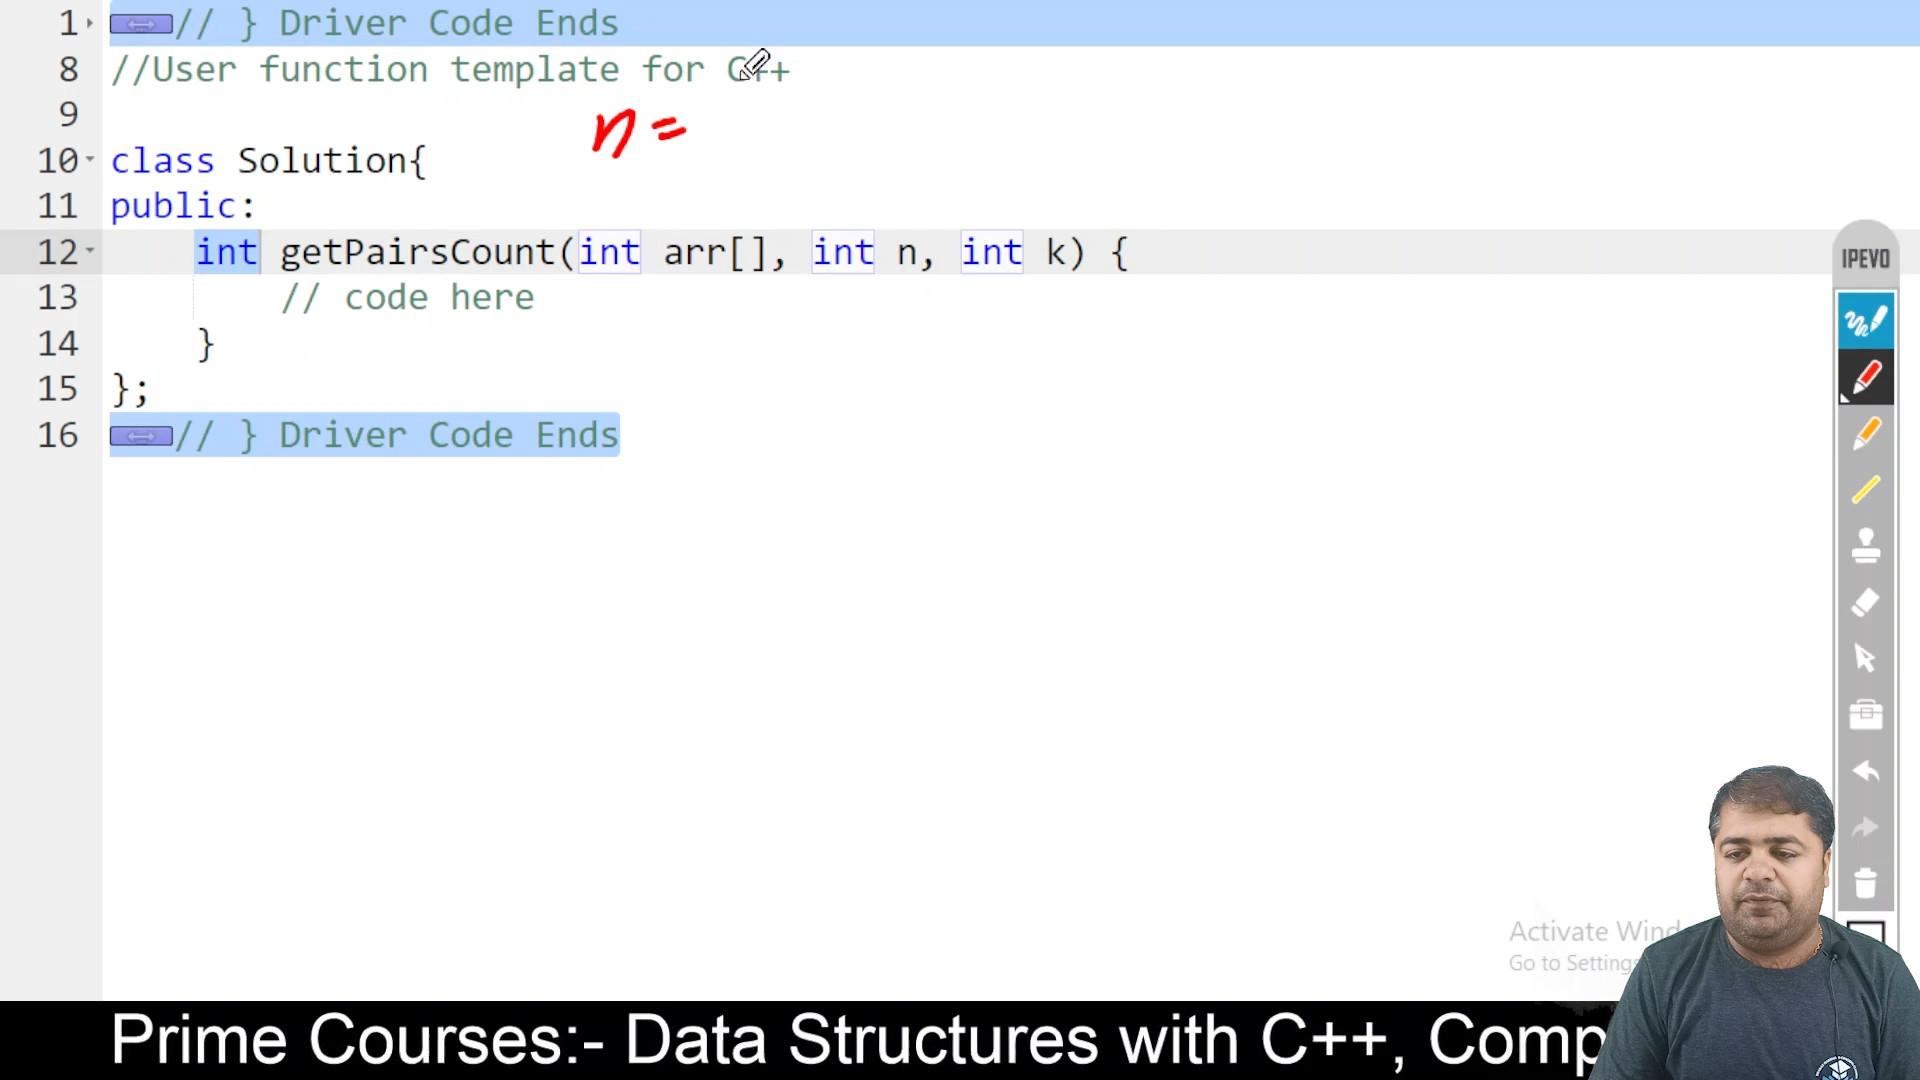 1 // } Driver Code Ends
8 //User function template for C++
9
n =
10 class Solution{
11 public:
12 int getPairsCount(int arr[], int n, int k) {
13 // code here
14 }
15 };
16 // } Driver Code Ends
IPEVO
Activate Wind
Go to Settings
Prime Courses:- Data Structures with C++, Comp